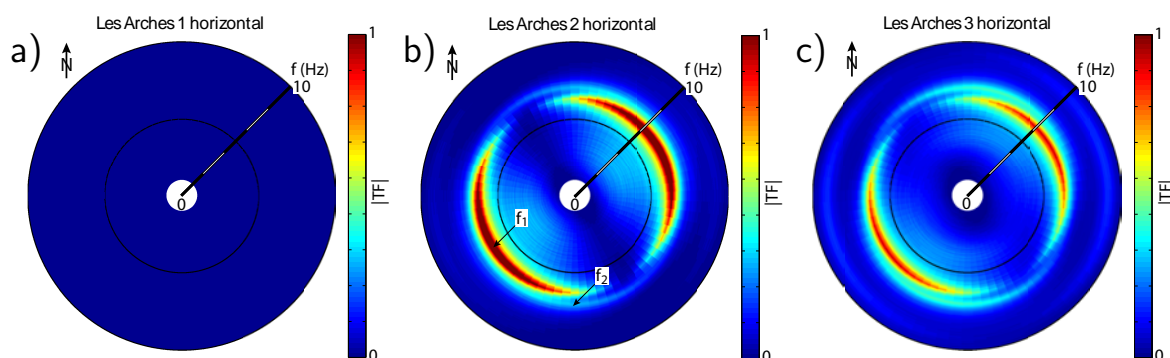 Les Arches 1 horizontal
a)
N
f (Hz)
10
0
1
|TF|
0
Les Arches 2 horizontal
b)
N
f (Hz)
10
0
f₁
f₂
1
|TF|
0
Les Arches 3 horizontal
c)
N
f (Hz)
10
0
1
|TF|
0